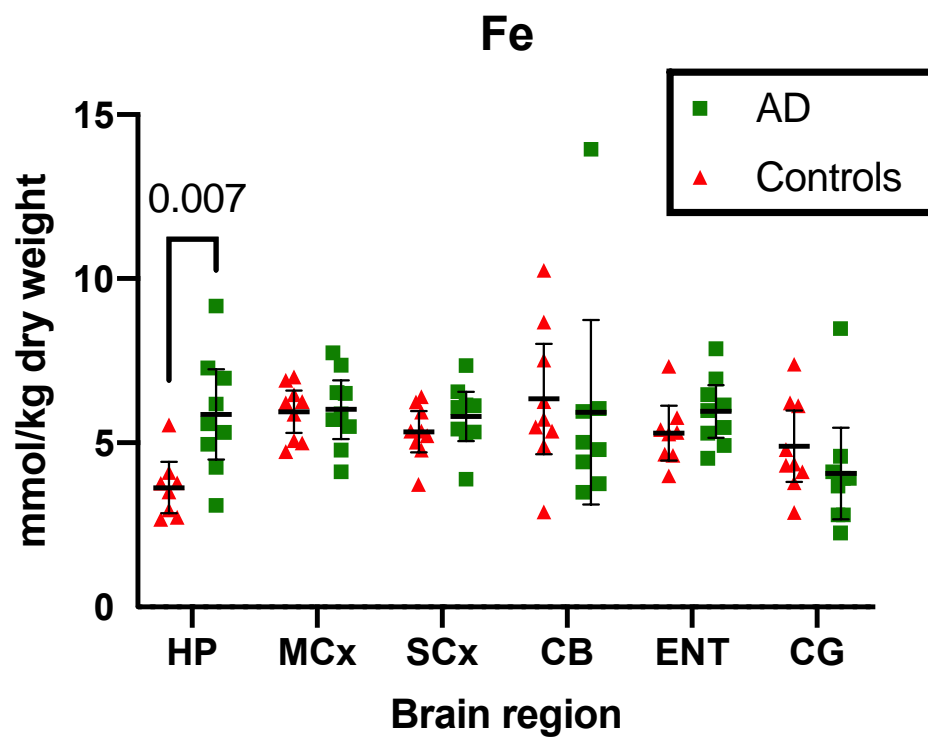 Fe
AD
Controls
mmol/kg dry weight
15
10
5
0
0.007
HP MCx SCx CB ENT CG
Brain region